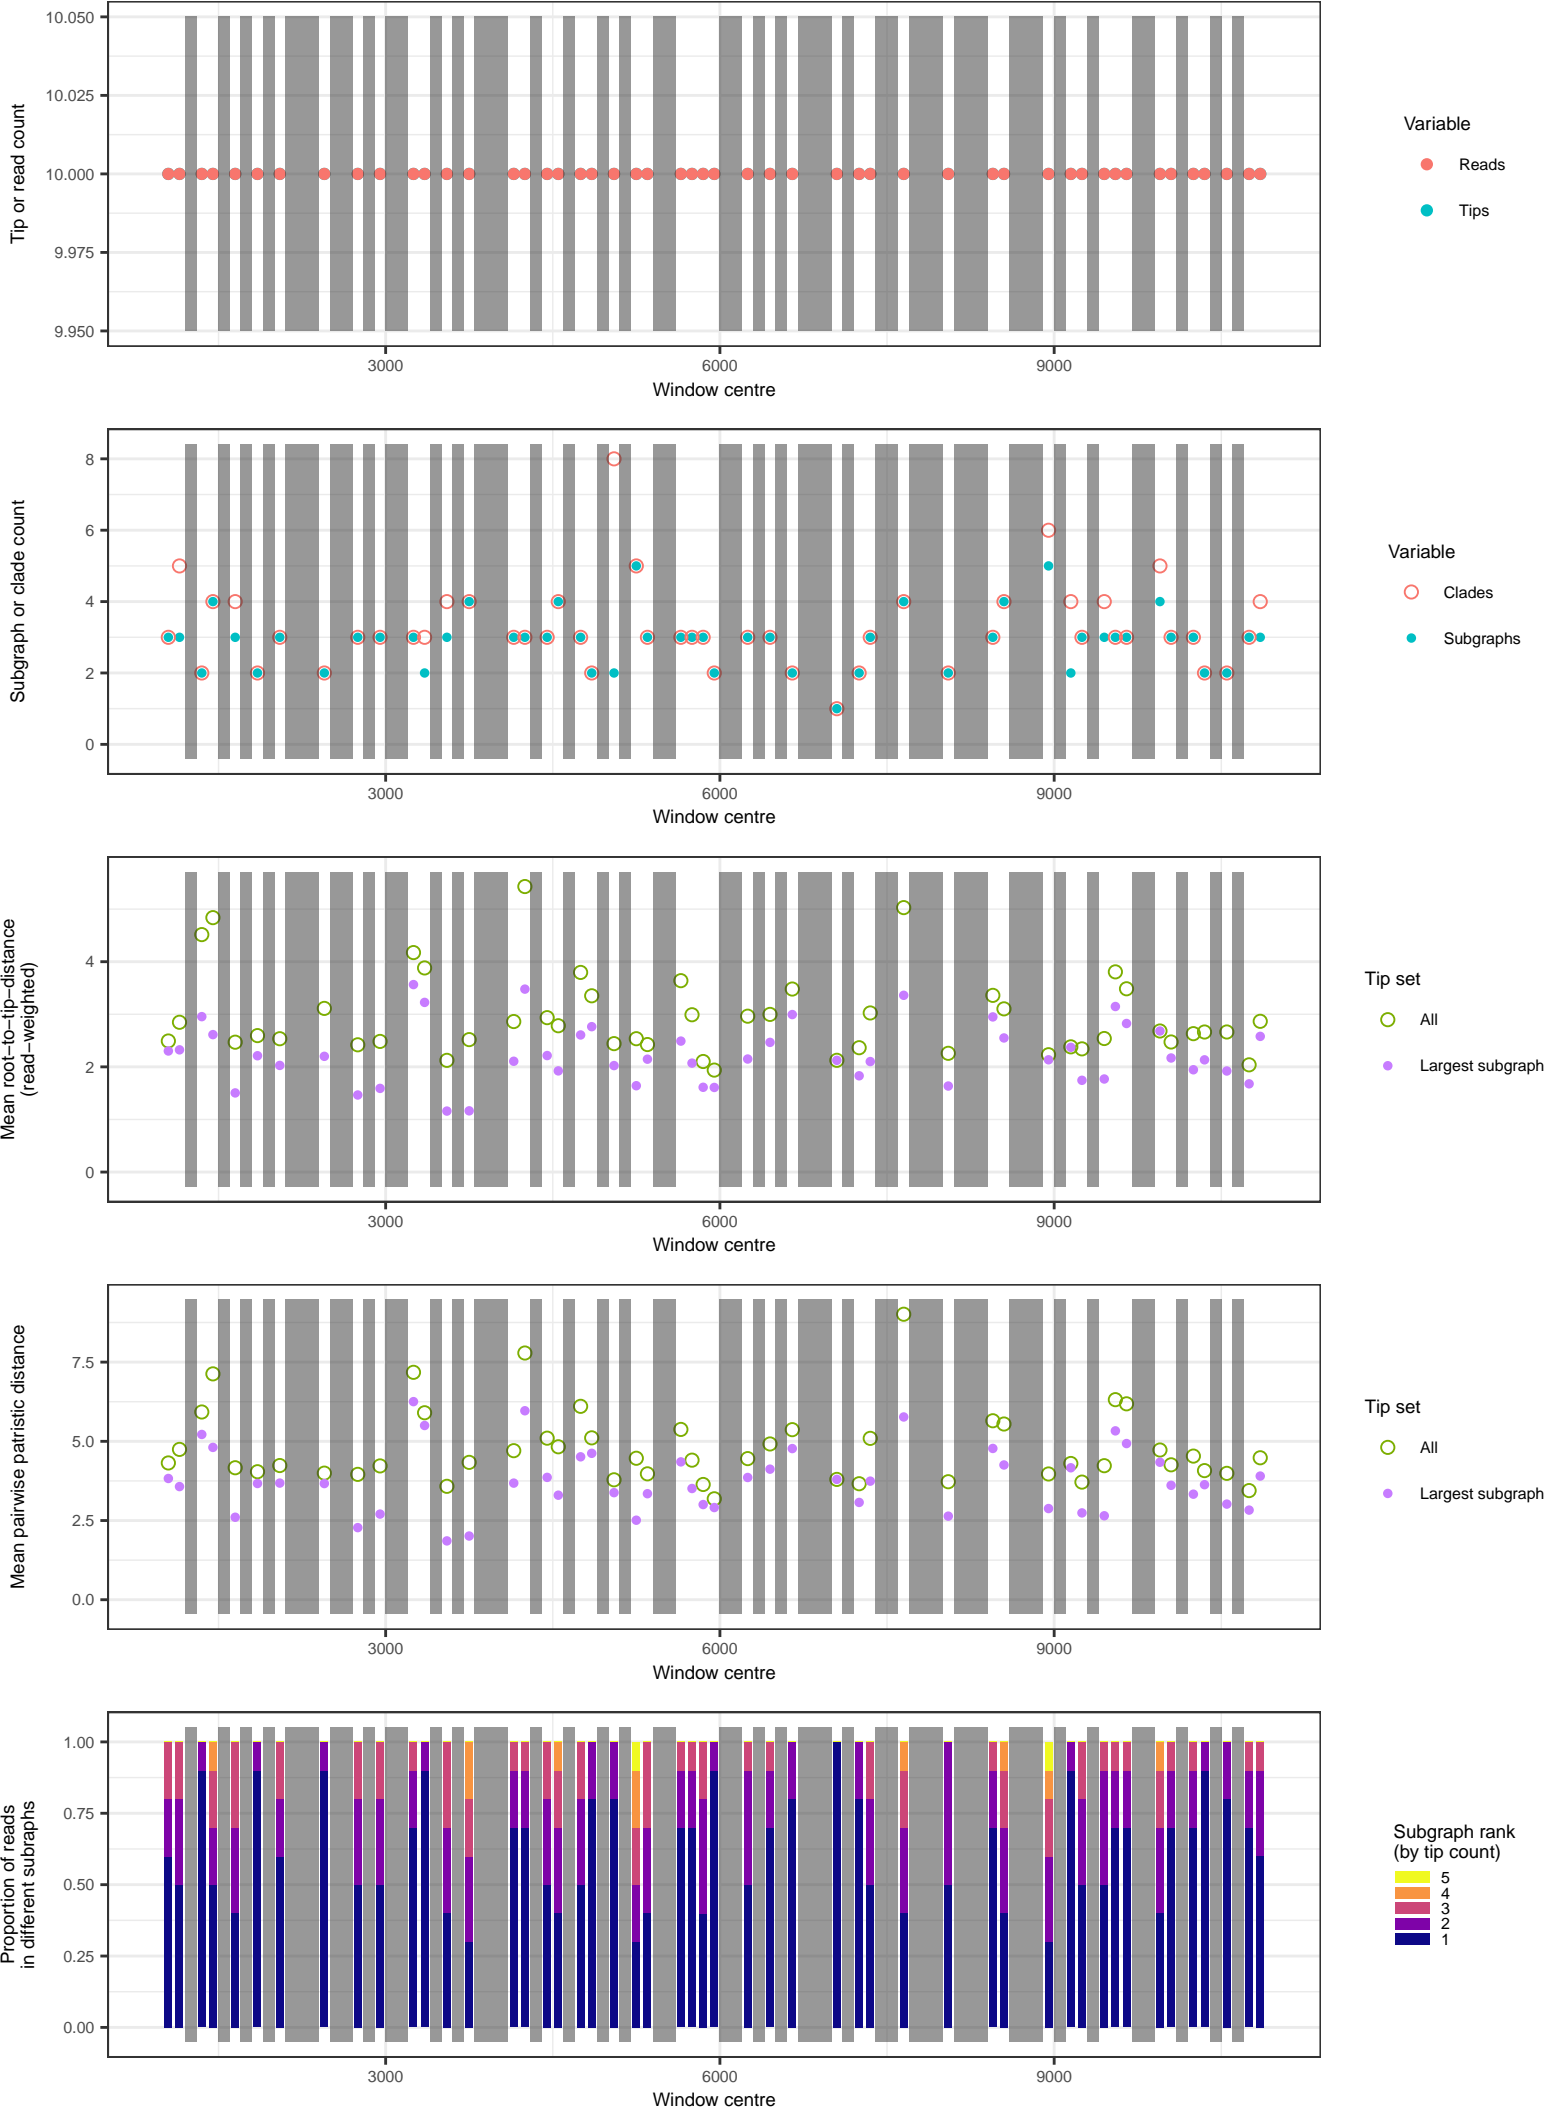 10.050
10.025
10.000
9.975
9.950
Tip or read count
3000
6000
9000
Window centre
Variable
Reads
Tips
8
6
4
2
0
Subgraph or clade count
3000
6000
9000
Window centre
Variable
Clades
Subgraphs
4
2
0
Mean root−to−tip−distance
(read−weighted)
3000
6000
9000
Window centre
Tip set
All
Largest subgraph
7.5
5.0
2.5
0.0
Mean pairwise patristic distance
3000
6000
9000
Window centre
Tip set
All
Largest subgraph
1.00
0.75
0.50
0.25
0.00
Proportion of reads
in different subraphs
3000
6000
9000
Window centre
Subgraph rank
(by tip count)
5
4
3
2
1